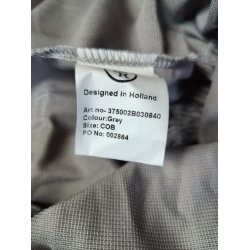 ®
Designed in Holland
Art no- 375002B030840
Colour:Grey
Size: COB
PO No: 002864